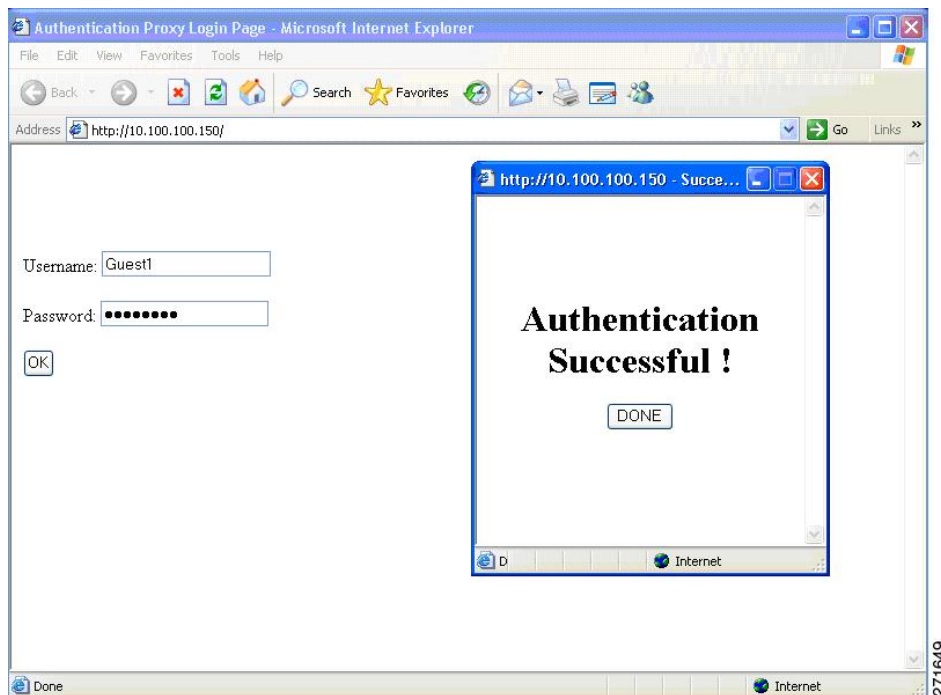 Authentication Proxy Login Page - Microsoft Internet Explorer
File Edit View Favorites Tools Help
Back Search Favorites
Address http://10.100.100.150/ Go Links »
http://10.100.100.150 - Succe...
Username: Guest1
Password: ••••••••
OK
Authentication
Successful !
DONE
D Internet
Done Internet
271649